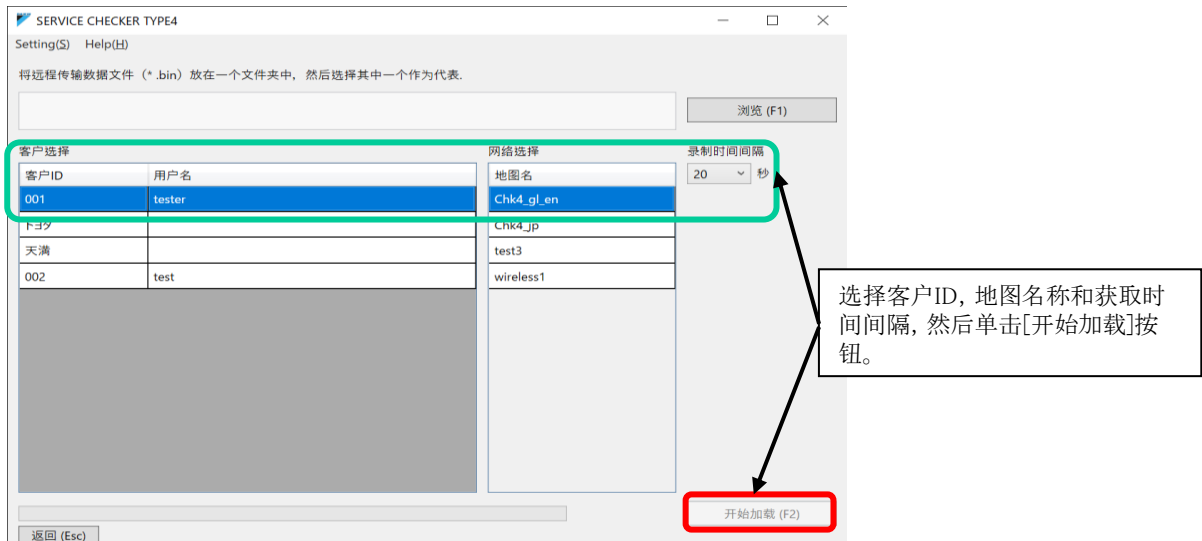 SERVICE CHECKER TYPE4
Setting(S) Help(H)
将远程传输数据文件（*.bin）放在一个文件夹中，然后选择其中一个作为代表.
浏览 (F1)
客户选择 网络选择 录制时间间隔
客户ID 用户名 地图名 20 秒
001 tester Chk4_gl_en
トヨタ Chk4_jp
天満 test3
002 test wireless1
选择客户ID, 地图名称和获取时
间间隔, 然后单击[开始加载]按
钮。
开始加载 (F2)
返回 (Esc)